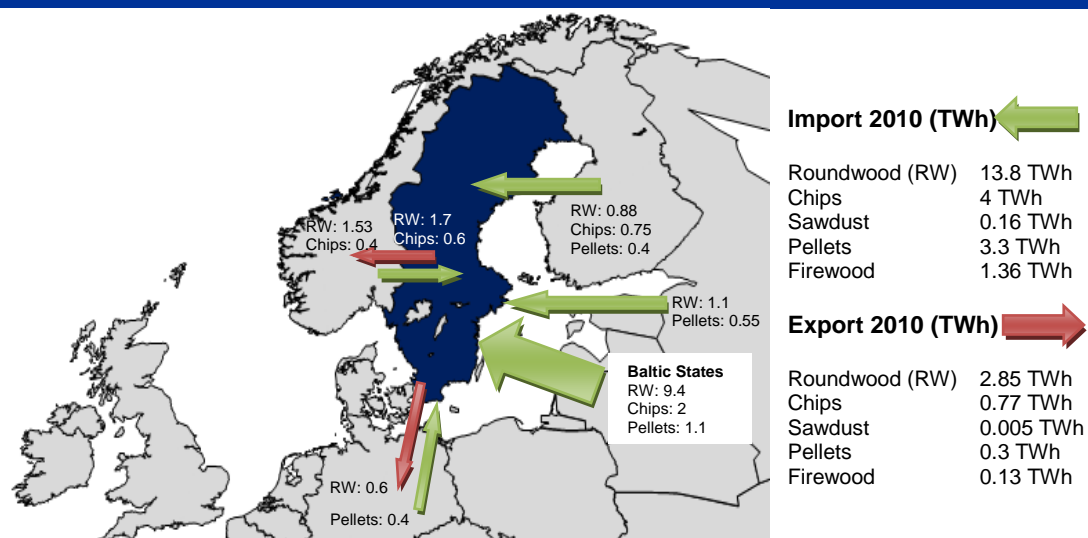 RW: 1.53
Chips: 0.4
RW: 1.7
Chips: 0.6
RW: 0.88
Chips: 0.75
Pellets: 0.4
RW: 1.1
Pellets: 0.55
Baltic States
RW: 9.4
Chips: 2
Pellets: 1.1
RW: 0.6
Pellets: 0.4
Import 2010 (TWh)
Roundwood (RW) 13.8 TWh
Chips 4 TWh
Sawdust 0.16 TWh
Pellets 3.3 TWh
Firewood 1.36 TWh
Export 2010 (TWh)
Roundwood (RW) 2.85 TWh
Chips 0.77 TWh
Sawdust 0.005 TWh
Pellets 0.3 TWh
Firewood 0.13 TWh